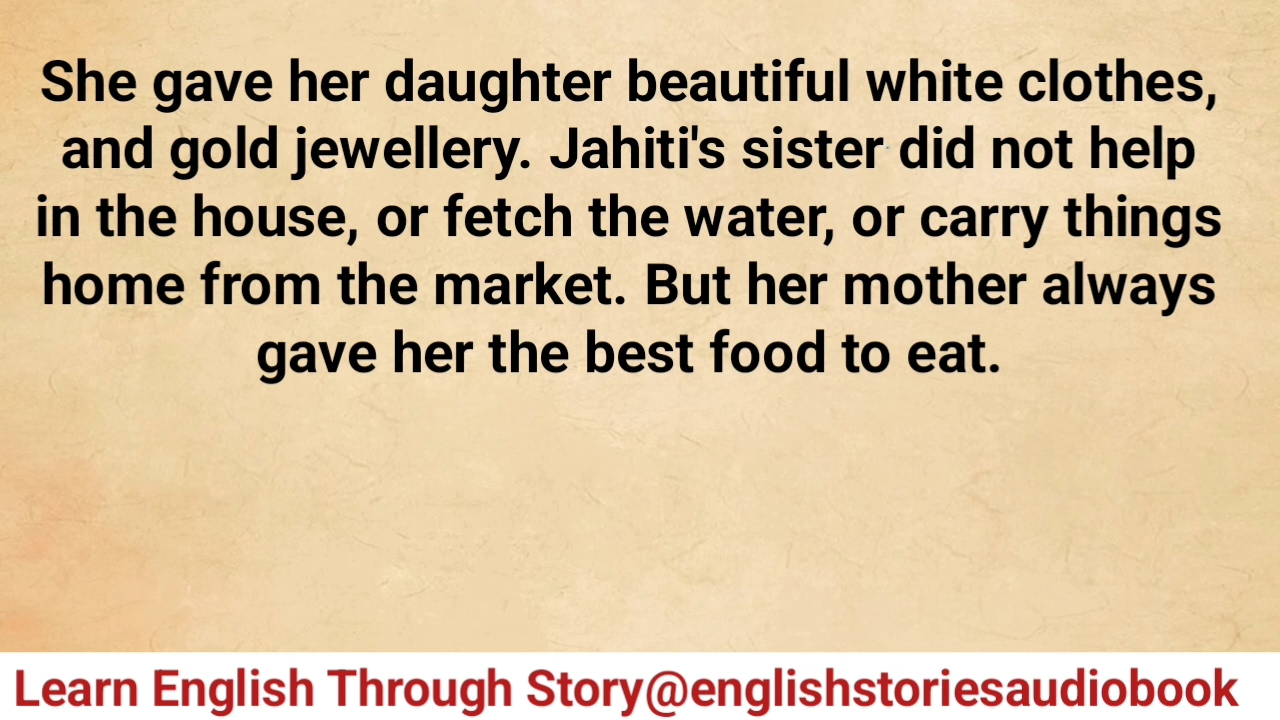 She gave her daughter beautiful white clothes,
and gold jewellery. Jahiti's sister did not help
in the house, or fetch the water, or carry things
home from the market. But her mother always
gave her the best food to eat.
Learn English Through Story@englishstoriesaudiobook